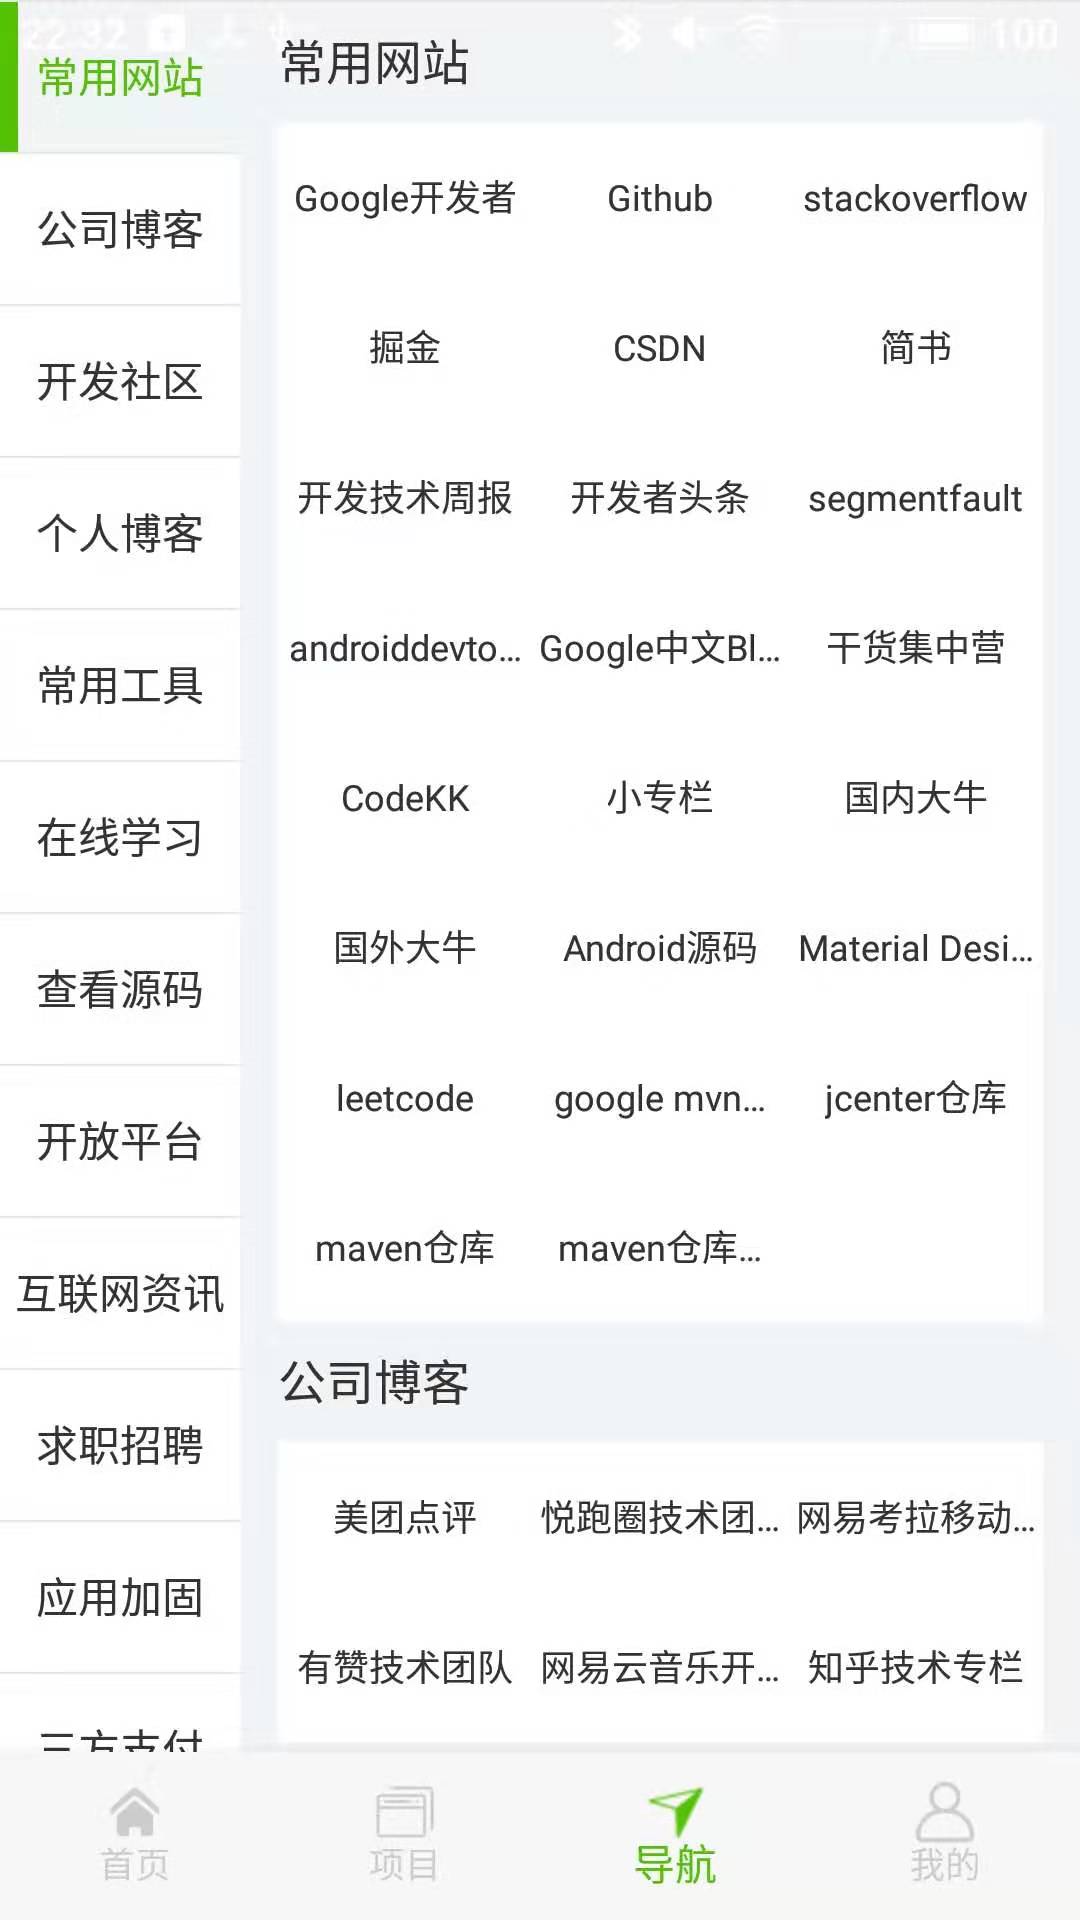 22:32
100
常用网站
公司博客
开发社区
个人博客
常用工具
在线学习
查看源码
开放平台
互联网资讯
求职招聘
应用加固
三方支付
常用网站
Google开发者 Github stackoverflow
掘金 CSDN 简书
开发技术周报 开发者头条 segmentfault
androiddevto... Google中文Bl... 干货集中营
CodeKK 小专栏 国内大牛
国外大牛 Android源码 Material Desi...
leetcode google mvn... jcenter仓库
maven仓库 maven仓库...
公司博客
美团点评 悦跑圈技术团... 网易考拉移动...
有赞技术团队 网易云音乐开... 知乎技术专栏
首页 项目 导航 我的